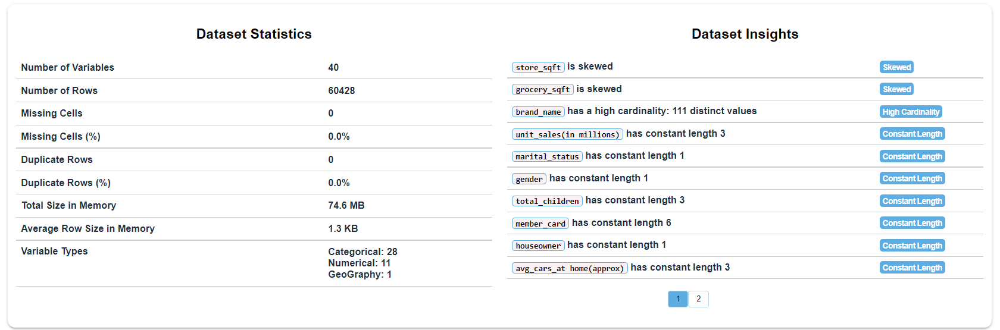 Dataset Statistics
Number of Variables 40
Number of Rows 60428
Missing Cells 0
Missing Cells (%) 0.0%
Duplicate Rows 0
Duplicate Rows (%) 0.0%
Total Size in Memory 74.6 MB
Average Row Size in Memory 1.3 KB
Variable Types Categorical: 28
Numerical: 11
GeoGraphy: 1
Dataset Insights
store_sqft is skewed Skewed
grocery_sqft is skewed Skewed
brand_name has a high cardinality: 111 distinct values High Cardinality
unit_sales(in millions) has constant length 3 Constant Length
marital_status has constant length 1 Constant Length
gender has constant length 1 Constant Length
total_children has constant length 3 Constant Length
member_card has constant length 6 Constant Length
houseowner has constant length 1 Constant Length
avg_cars_at home(approx) has constant length 3 Constant Length
1 2